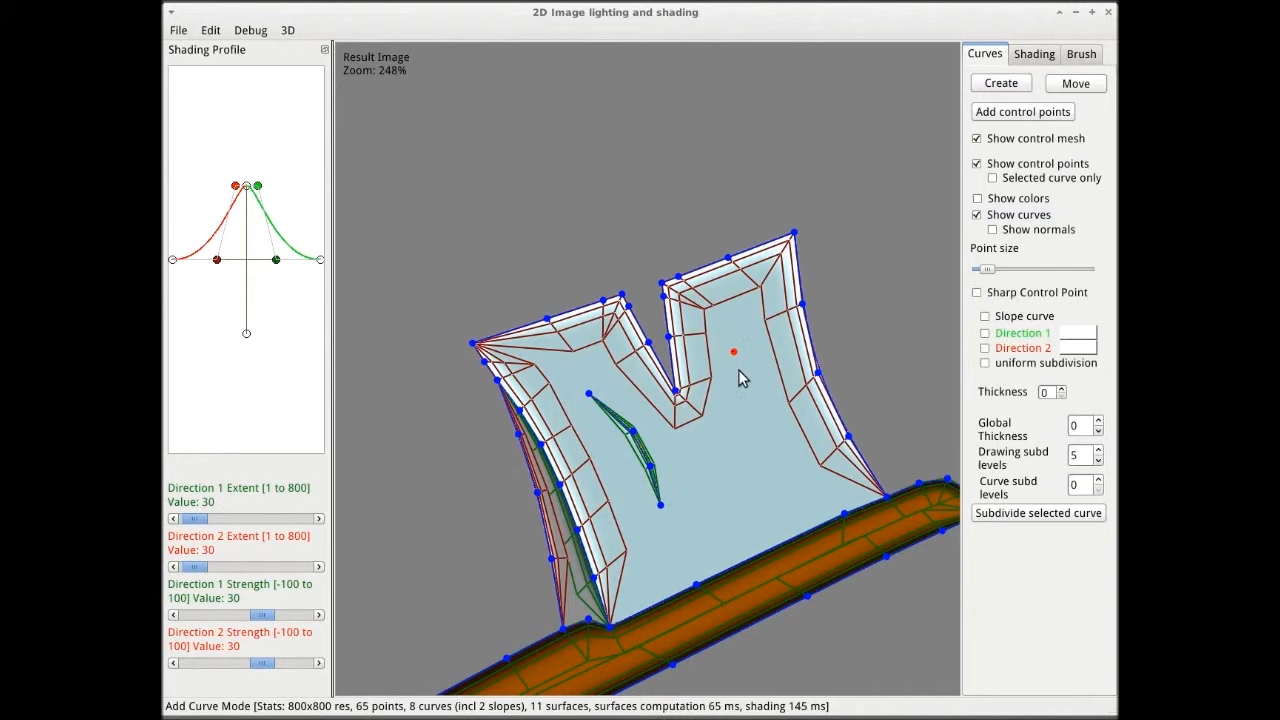 2D Image lighting and shading
File Edit Debug 3D
Shading Profile
Result Image
Zoom: 248%
Curves Shading Brush
Create Move
Add control points
Show control mesh
Show control points
Selected curve only
Show colors
Show curves
Show normals
Point size
Sharp Control Point
Slope curve
Direction 1
Direction 2
uniform subdivision
Thickness 0
Global
Thickness 0
Drawing subd
levels 5
Curve subd
levels 0
Subdivide selected curve
Direction 1 Extent [1 to 800]
Value: 30
Direction 2 Extent [1 to 800]
Value: 30
Direction 1 Strength [-100 to
100] Value: 30
Direction 2 Strength [-100 to
100] Value: 30
Add Curve Mode [Stats: 800x800 res, 65 points, 8 curves (incl 2 slopes), 11 surfaces, surfaces computation 65 ms, shading 145 ms]